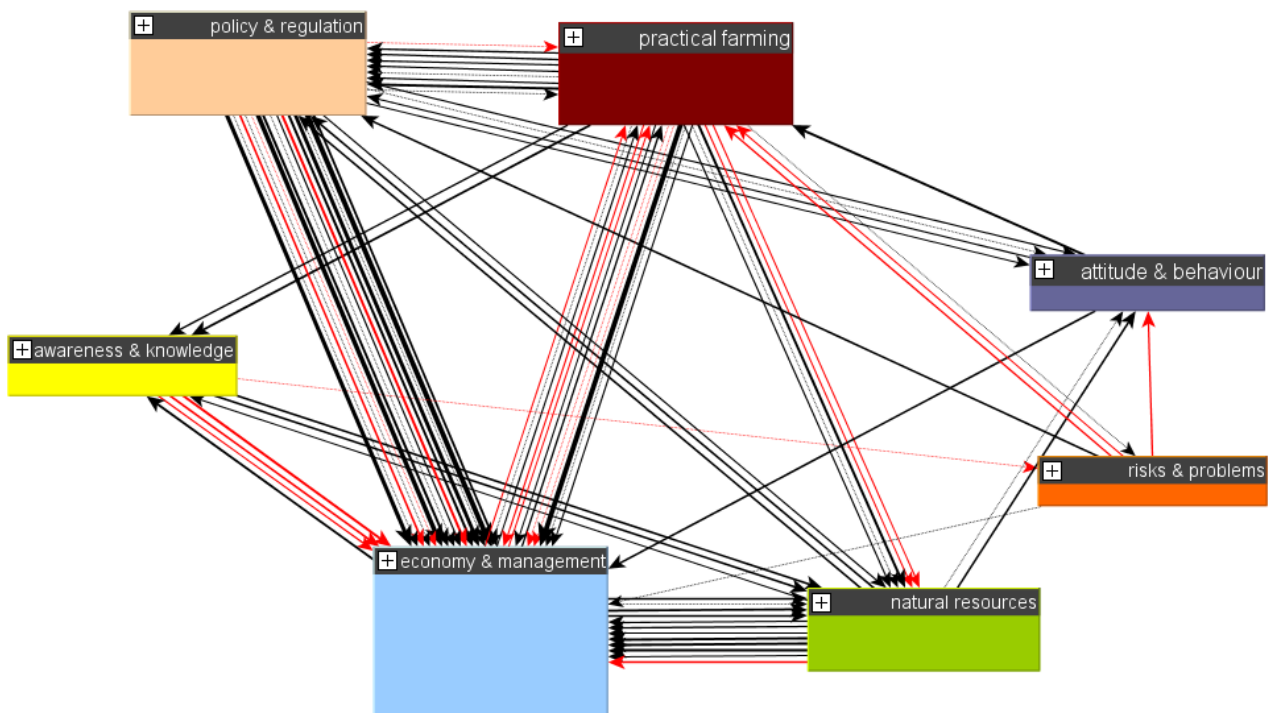 policy & regulation
practical farming
attitude & behaviour
awareness & knowledge
risks & problems
economy & management
natural resources